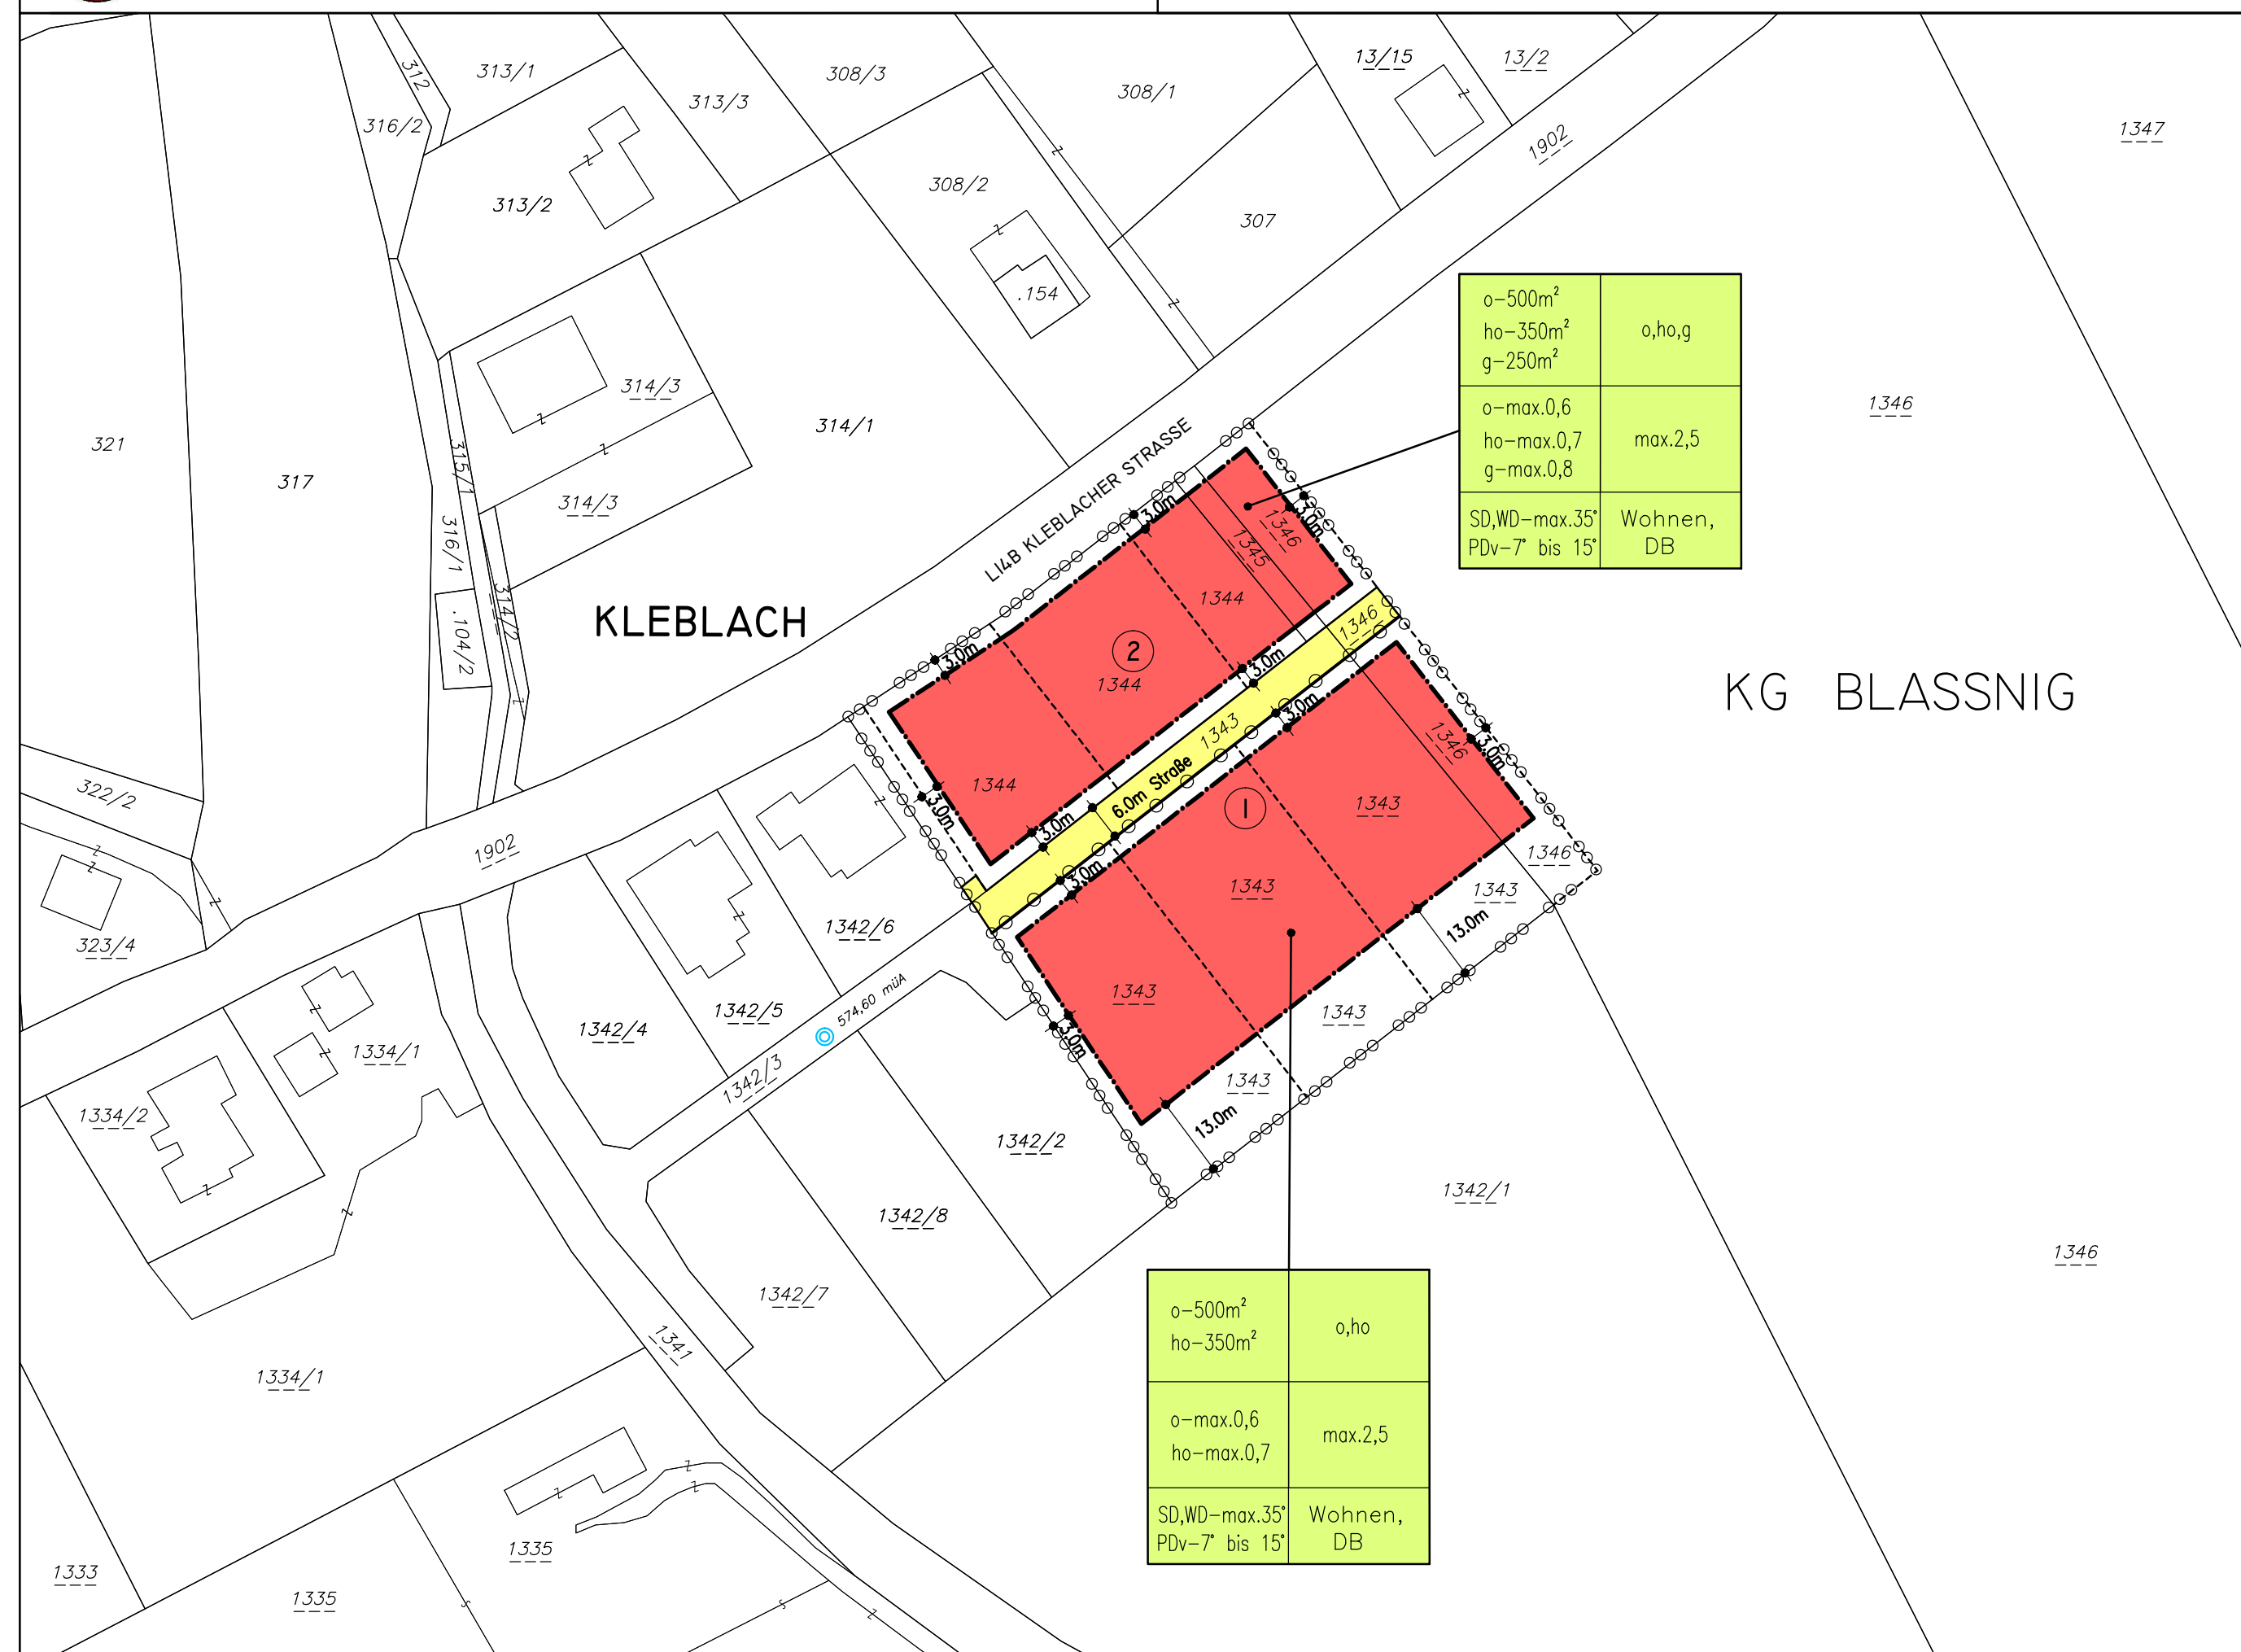 312
313/1
313/3
308/3
308/1
13/15
13/2
1902
1347
316/2
313/2
308/2
307
.154
o-500m²
ho-350m²
g-250m²
o,ho,g
o-max.0,6
ho-max.0,7
g-max.0,8
max.2,5
SD,WD-max.35°
PDv-7° bis 15°
Wohnen,
DB
1346
321
317
314/3
314/1
315/1
314/3
316/1
314/2
.104/2
L14B KLEBLACHER STRASSE
KLEBLACH
KG BLASSNIG
3.0m
3.0m
1346
1345
1344
1346
2
1344
3.0m
3.0m
1343
3.0m
1346
3.0m
1344
3.0m
6.0m Straße
3.0m
1
1343
3.0m
1343
1346
1343
13.0m
1343
1343
3.0m
1343
13.0m
322/2
323/4
1902
1342/6
1342/5
1342/4
574,60 müA
1342/3
1334/1
1334/2
1342/2
1342/1
1342/8
1342/7
1346
1341
1334/1
o-500m²
ho-350m²
o,ho
o-max.0,6
ho-max.0,7
max.2,5
SD,WD-max.35°
PDv-7° bis 15°
Wohnen,
DB
1335
1333
1335